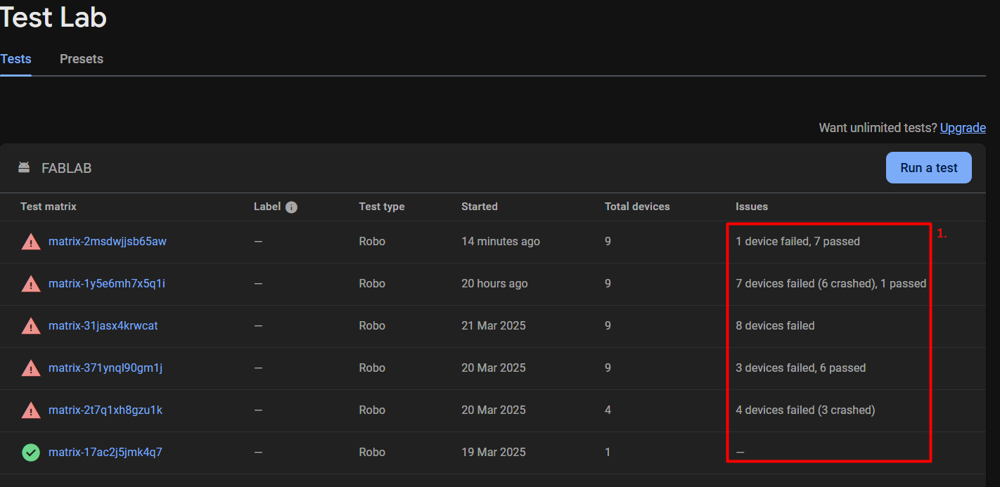 Test Lab
Tests Presets
Want unlimited tests? Upgrade
FABLAB Run a test
Test matrix Label Test type Started Total devices Issues
1.
matrix-2msdwjjsb65aw — Robo 14 minutes ago 9 1 device failed, 7 passed
matrix-1y5e6mh7x5q1i — Robo 20 hours ago 9 7 devices failed (6 crashed), 1 passed
matrix-31jasx4krwcat — Robo 21 Mar 2025 9 8 devices failed
matrix-371ynql90gm1j — Robo 20 Mar 2025 9 3 devices failed, 6 passed
matrix-2t7q1xh8gzu1k — Robo 20 Mar 2025 4 4 devices failed (3 crashed)
matrix-17ac2j5jmk4q7 — Robo 19 Mar 2025 1 —